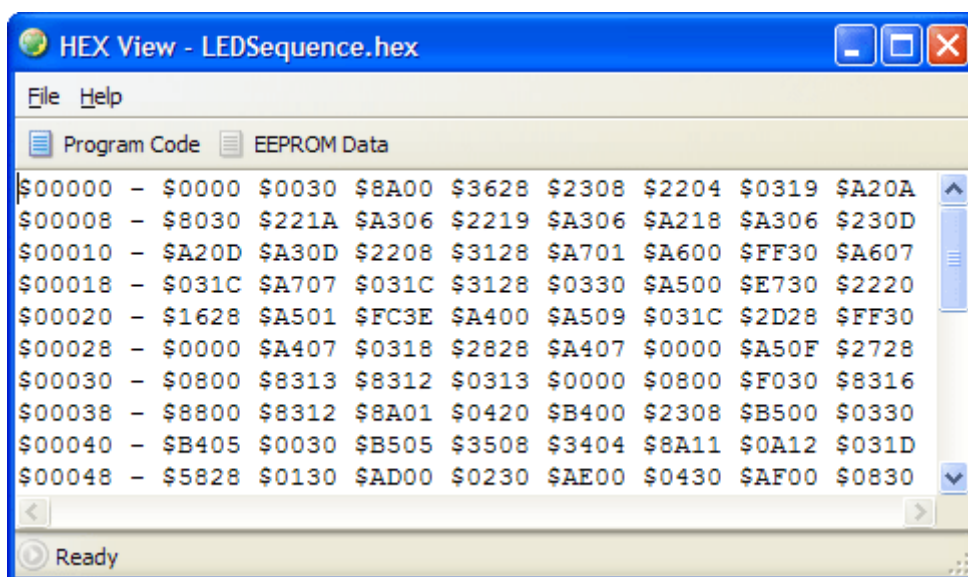 HEX View - LEDSequence.hex
File Help
Program Code EEPROM Data
$00000 - $0000 $0030 $8A00 $3628 $2308 $2204 $0319 $A20A
$00008 - $8030 $221A $A306 $2219 $A306 $A218 $A306 $230D
$00010 - $A20D $A30D $2208 $3128 $A701 $A600 $FF30 $A607
$00018 - $031C $A707 $031C $3128 $0330 $A500 $E730 $2220
$00020 - $1628 $A501 $FC3E $A400 $A509 $031C $2D28 $FF30
$00028 - $0000 $A407 $0318 $2828 $A407 $0000 $A50F $2728
$00030 - $0800 $8313 $8312 $0313 $0000 $0800 $F030 $8316
$00038 - $8800 $8312 $8A01 $0420 $B400 $2308 $B500 $0330
$00040 - $B405 $0030 $B505 $3508 $3404 $8A11 $0A12 $031D
$00048 - $5828 $0130 $AD00 $0230 $AE00 $0430 $AF00 $0830
Ready